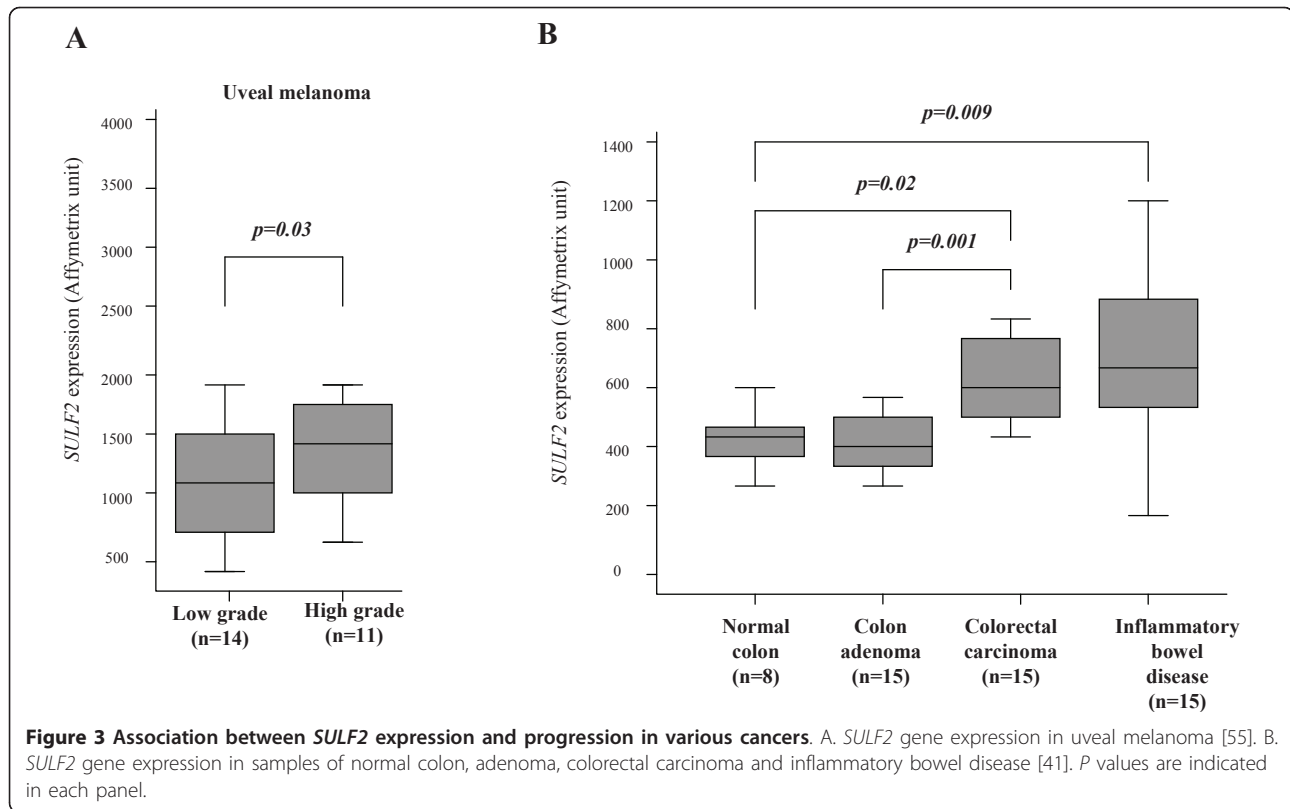 A
Uveal melanoma
SULF2 expression (Affymetrix unit)
4000
3500
3000
2500
2000
1500
1000
500
p=0.03
Low grade
(n=14)
High grade
(n=11)
B
SULF2 expression (Affymetrix unit)
1400
1200
1000
800
600
400
200
0
p=0.009
p=0.02
p=0.001
Normal
colon
(n=8)
Colon
adenoma
(n=15)
Colorectal
carcinoma
(n=15)
Inflammatory
bowel
disease
(n=15)
Figure 3 Association between SULF2 expression and progression in various cancers. A. SULF2 gene expression in uveal melanoma [55]. B.
SULF2 gene expression in samples of normal colon, adenoma, colorectal carcinoma and inflammatory bowel disease [41]. P values are indicated
in each panel.